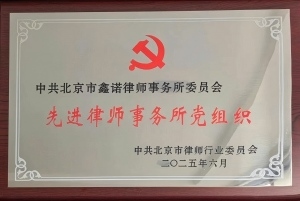 中共北京市鑫诺律师事务所委员会
先进律师事务所党组织
中共北京市律师行业委员会
二〇二五年六月